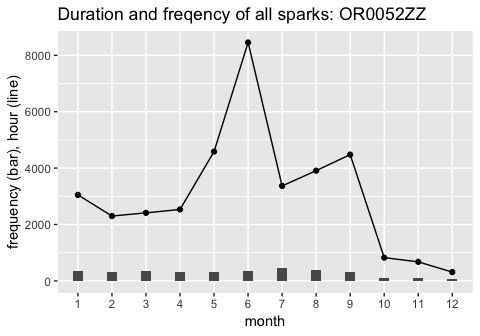 Duration and freqency of all sparks: OR0052ZZ
frequency (bar), hour (line)
8000
6000
4000
2000
0
1 2 3 4 5 6 7 8 9 10 11 12
month